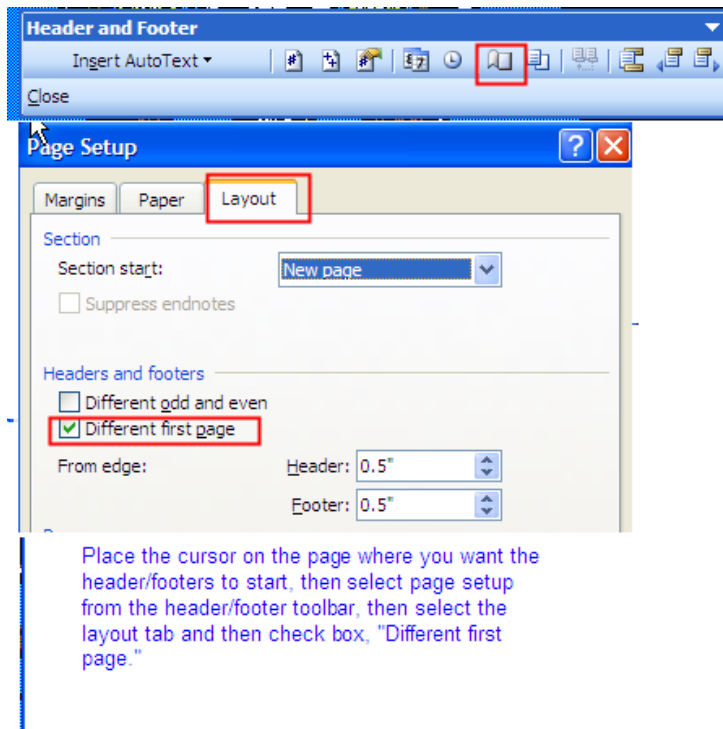 Header and Footer
Insert AutoText
Close
Page Setup
Margins Paper Layout
Section
Section start: New page
Suppress endnotes
Headers and footers
Different odd and even
Different first page
From edge: Header: 0.5"
Footer: 0.5"
Place the cursor on the page where you want the
header/footers to start, then select page setup
from the header/footer toolbar, then select the
layout tab and then check box, "Different first
page."